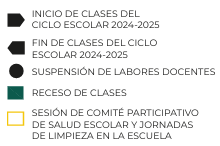 INICIO DE CLASES DEL
CICLO ESCOLAR 2024-2025
FIN DE CLASES DEL CICLO
ESCOLAR 2024-2025
SUSPENSIÓN DE LABORES DOCENTES
RECESO DE CLASES
SESIÓN DE COMITÉ PARTICIPATIVO
DE SALUD ESCOLAR Y JORNADAS
DE LIMPIEZA EN LA ESCUELA